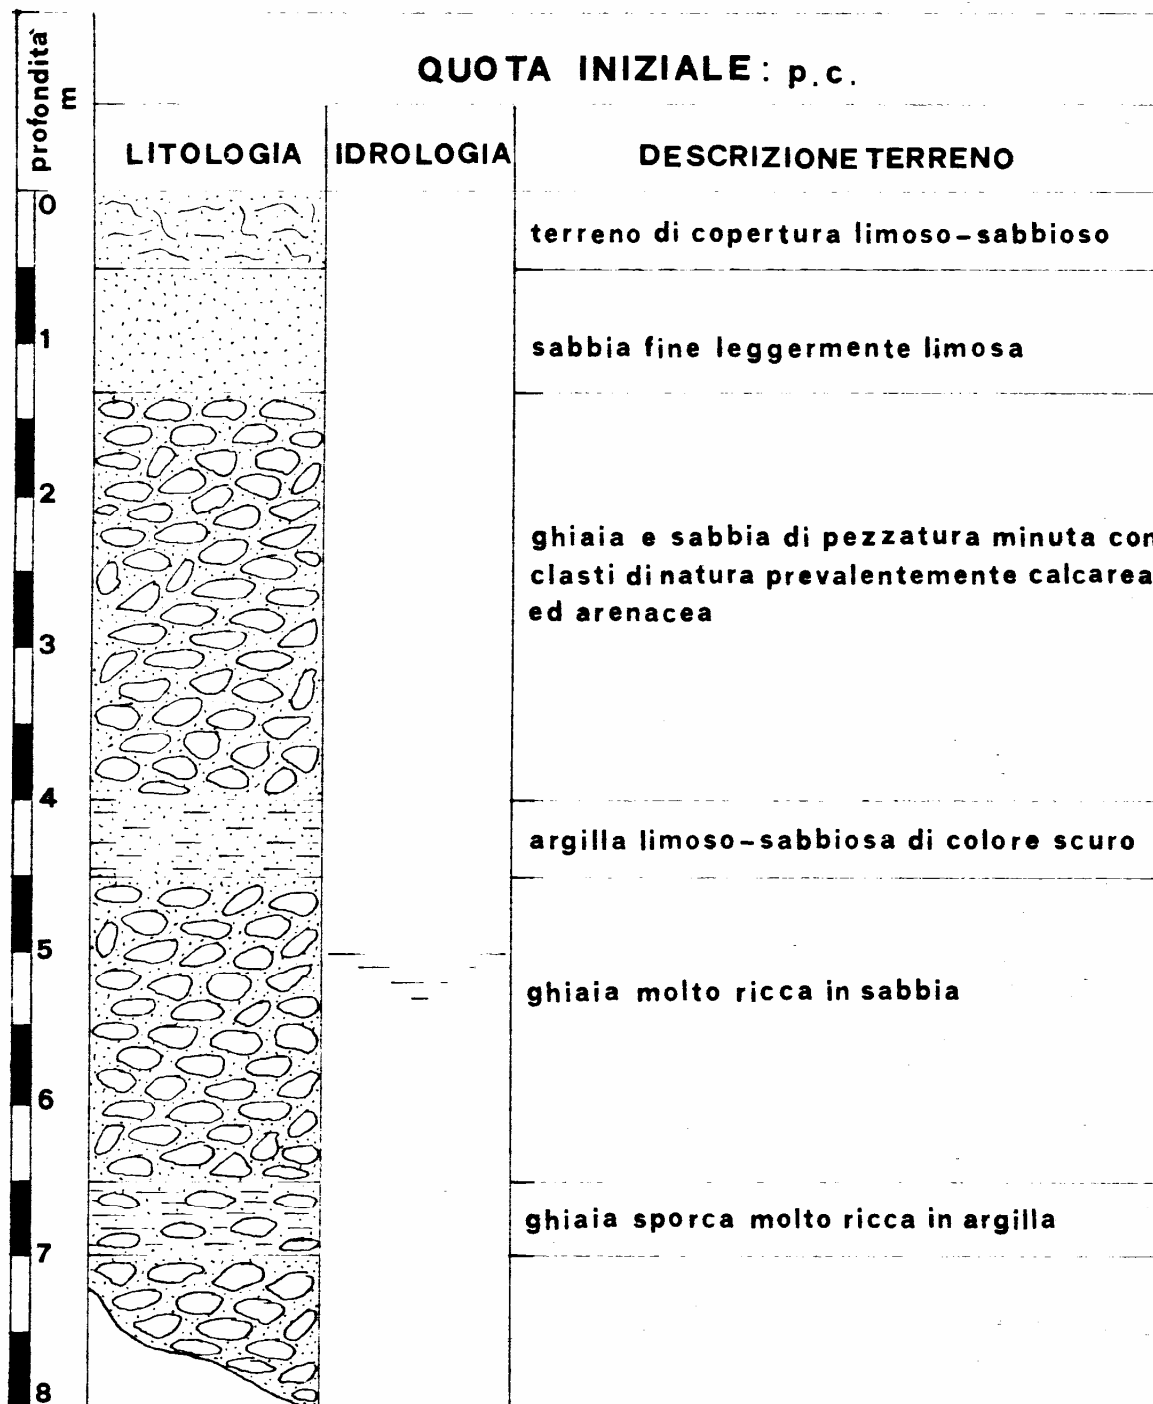 profondità
m
QUOTA INIZIALE: p.c.
LITOLOGIA
IDROLOGIA
DESCRIZIONE TERRENO
0
terreno di copertura limoso-sabbioso
1
sabbia fine leggermente limosa
2
ghiaia e sabbia di pezzatura minuta con
clasti di natura prevalentemente calcarea
ed arenacea
3
4
argilla limoso-sabbiosa di colore scuro
5
ghiaia molto ricca in sabbia
6
ghiaia sporca molto ricca in argilla
7
8